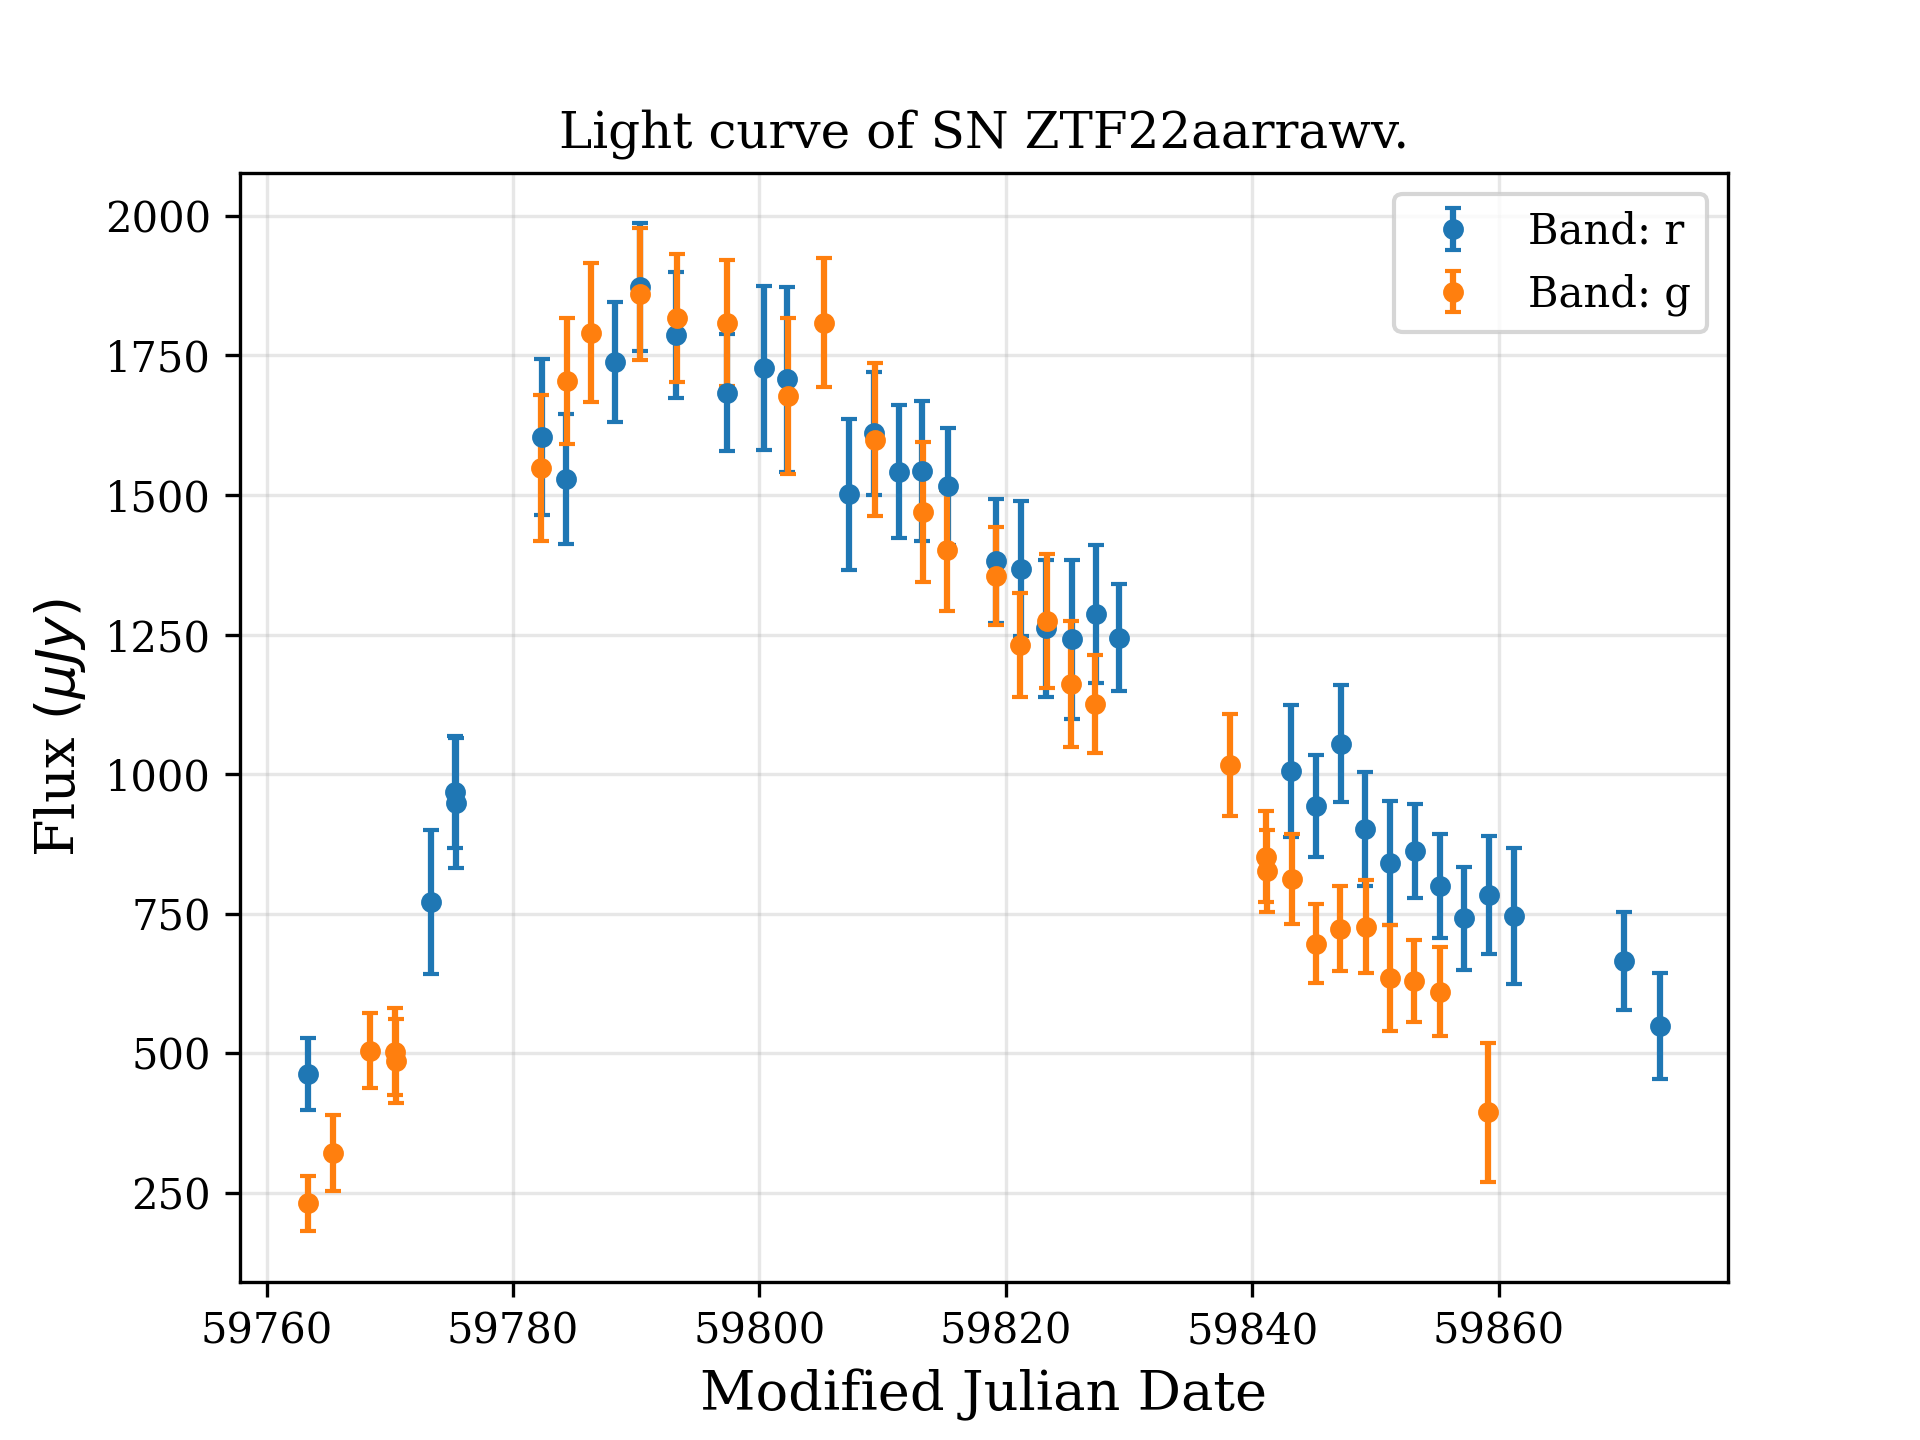 Light curve of SN ZTF22aarrawv.
Band: r
Band: g
2000
1750
1500
1250
1000
750
500
250
Flux (μJy)
59760 59780 59800 59820 59840 59860
Modified Julian Date